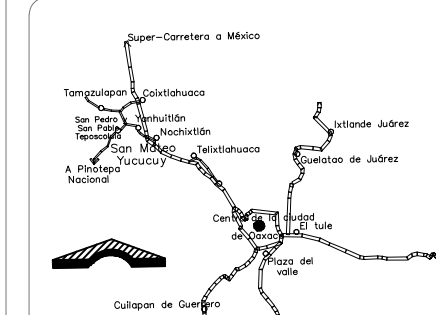 Super-Carretera a México
Tamazulapan
Coixtlahuaca
San Pedro y Yanhuitlán
San Pablo
Teposcolula
Nochixtlán
San Mateo
Yucucuy
Telixtlahuaca
A Pinotepa
Nacional
Ixtlande Juárez
Guelatao de Juárez
Centro de la ciudad
de Oaxaca
El tule
Plaza del
valle
Cuilapan de Guerrero